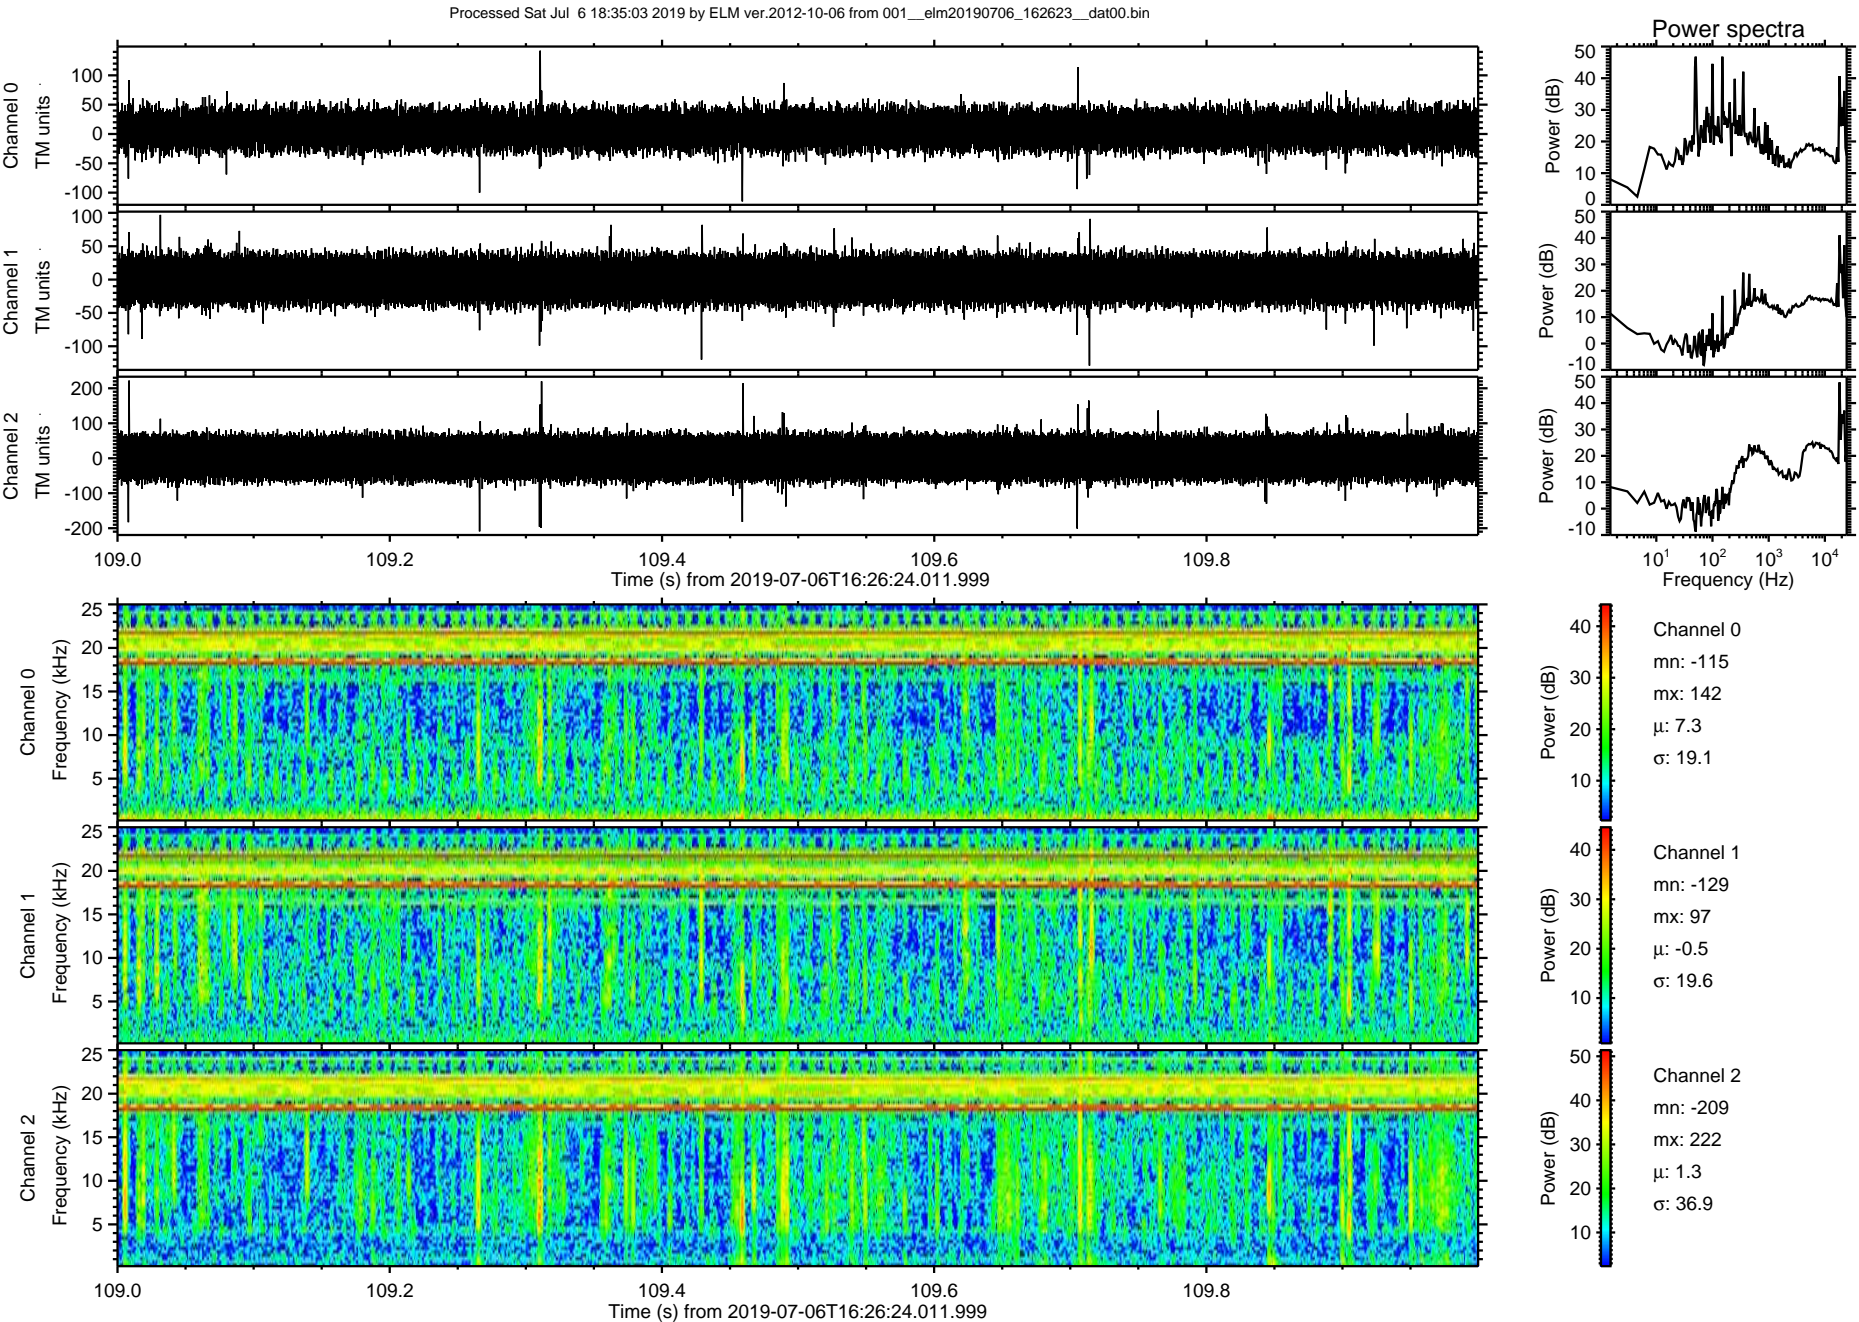 Processed Sat Jul  6 18:35:03 2019 by ELM ver.2012-10-06 from 001__elm20190706_162623__dat00.bin
Power spectra
Channel 0
TM units
100
50
0
-50
-100
Power (dB)
50
40
30
20
10
0
Channel 1
TM units
100
50
0
-50
-100
Power (dB)
50
40
30
20
10
0
-10
Channel 2
TM units
200
100
0
-100
-200
Power (dB)
50
40
30
20
10
0
-10
109.0 109.2 109.4 109.6 109.8
Time (s) from 2019-07-06T16:26:24.011.999
10¹ 10² 10³ 10⁴
Frequency (Hz)
Channel 0
Frequency (kHz)
25
20
15
10
5
Power (dB)
40
30
20
10
Channel 0
mn: -115
mx: 142
μ: 7.3
σ: 19.1
Channel 1
Frequency (kHz)
25
20
15
10
5
Power (dB)
40
30
20
10
Channel 1
mn: -129
mx: 97
μ: -0.5
σ: 19.6
Channel 2
Frequency (kHz)
25
20
15
10
5
Power (dB)
50
40
30
20
10
Channel 2
mn: -209
mx: 222
μ: 1.3
σ: 36.9
109.0 109.2 109.4 109.6 109.8
Time (s) from 2019-07-06T16:26:24.011.999